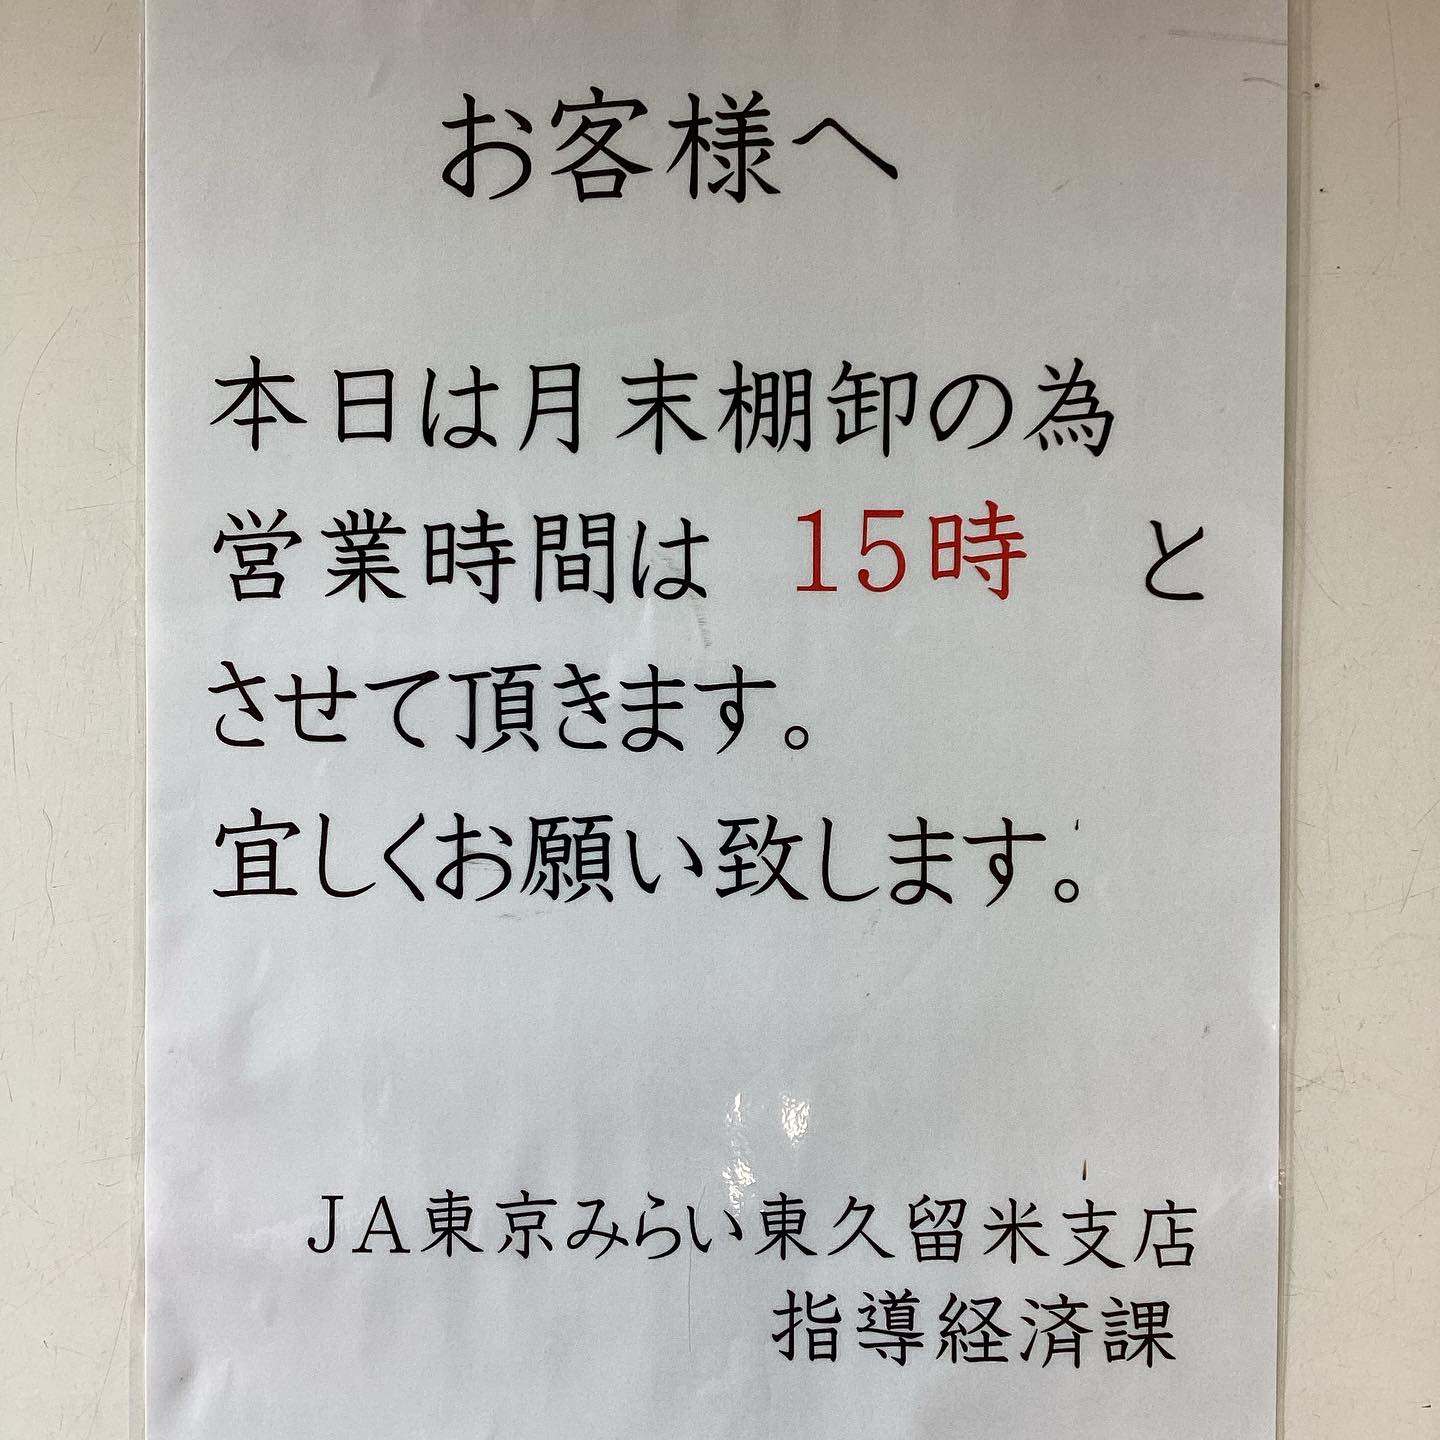 お客様へ
本日は月末棚卸の為
営業時間は 15時 と
させて頂きます。
宜しくお願い致します。
JA東京みらい東久留米支店
指導経済課